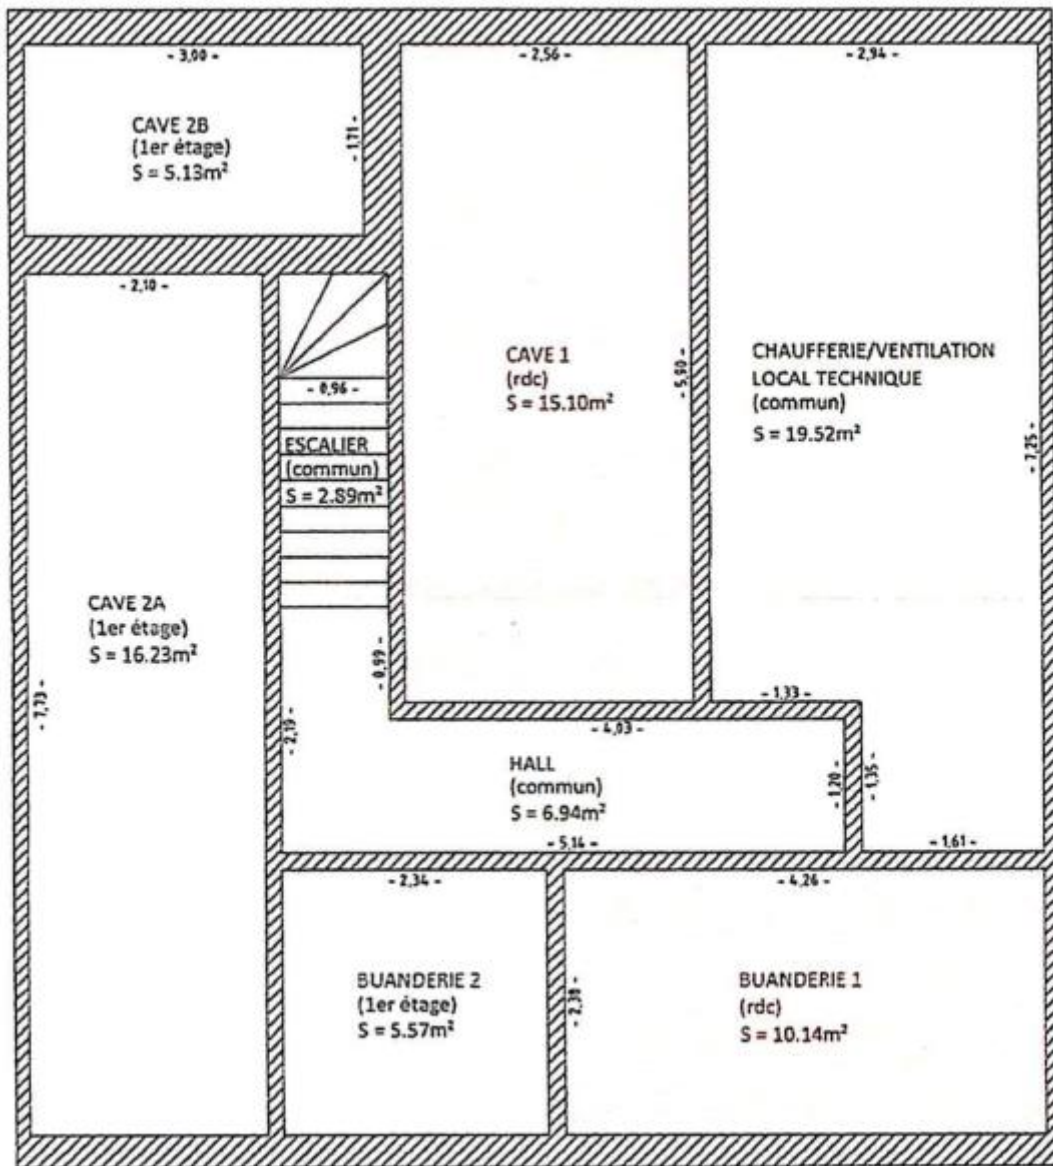 - 3,00 -
- 2,56 -
- 2,94 -
CAVE 2B
(1er étage)
S = 5.13m²
- 1,71 -
- 2,10 -
- 0,96 -
ESCALIER
(commun)
S = 2.89m²
CAVE 1
(rdc)
S = 15.10m²
- 5,90 -
CHAUFFERIE/VENTILATION
LOCAL TECHNIQUE
(commun)
S = 19.52m²
- 7,25 -
CAVE 2A
(1er étage)
S = 16.23m²
- 7,73 -
- 0,99 -
- 2,19 -
- 1,33 -
- 4,03 -
HALL
(commun)
S = 6.94m²
- 1,20 -
- 1,35 -
- 5,14 -
- 1,61 -
- 2,34 -
- 4,26 -
BUANDERIE 2
(1er étage)
S = 5.57m²
- 2,38 -
BUANDERIE 1
(rdc)
S = 10.14m²